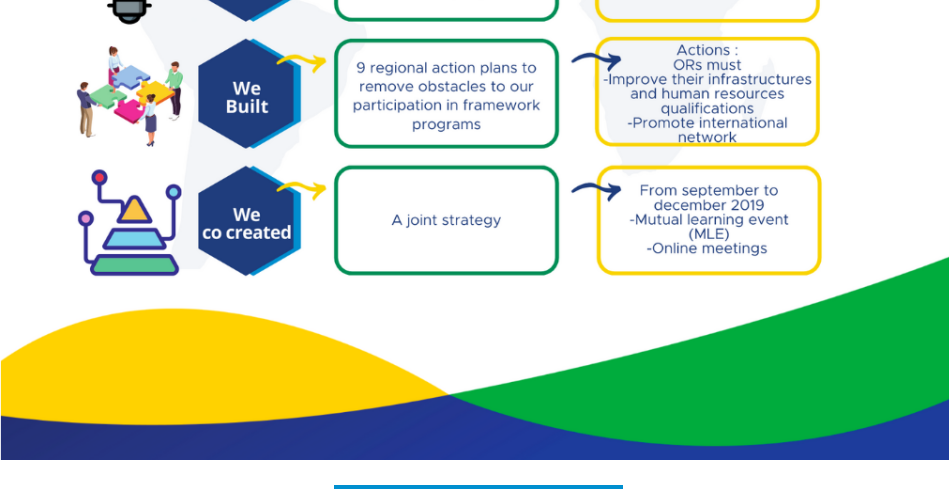 We
Built
9 regional action plans to
remove obstacles to our
participation in framework
programs
Actions :
ORs must
-Improve their infrastructures
and human resources
qualifications
-Promote international
network
We
co created
A joint strategy
From september to
december 2019
-Mutual learning event
(MLE)
-Online meetings